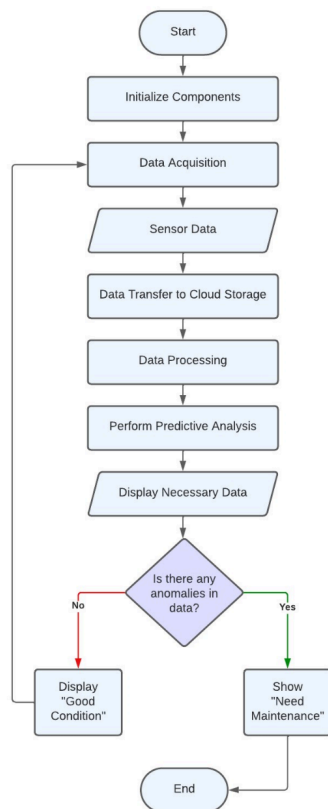 Start
Initialize Components
Data Acquisition
Sensor Data
Data Transfer to Cloud Storage
Data Processing
Perform Predictive Analysis
Display Necessary Data
Is there any
anomalies in
data?
No
Yes
Display
"Good
Condition"
Show
"Need
Maintenance"
End